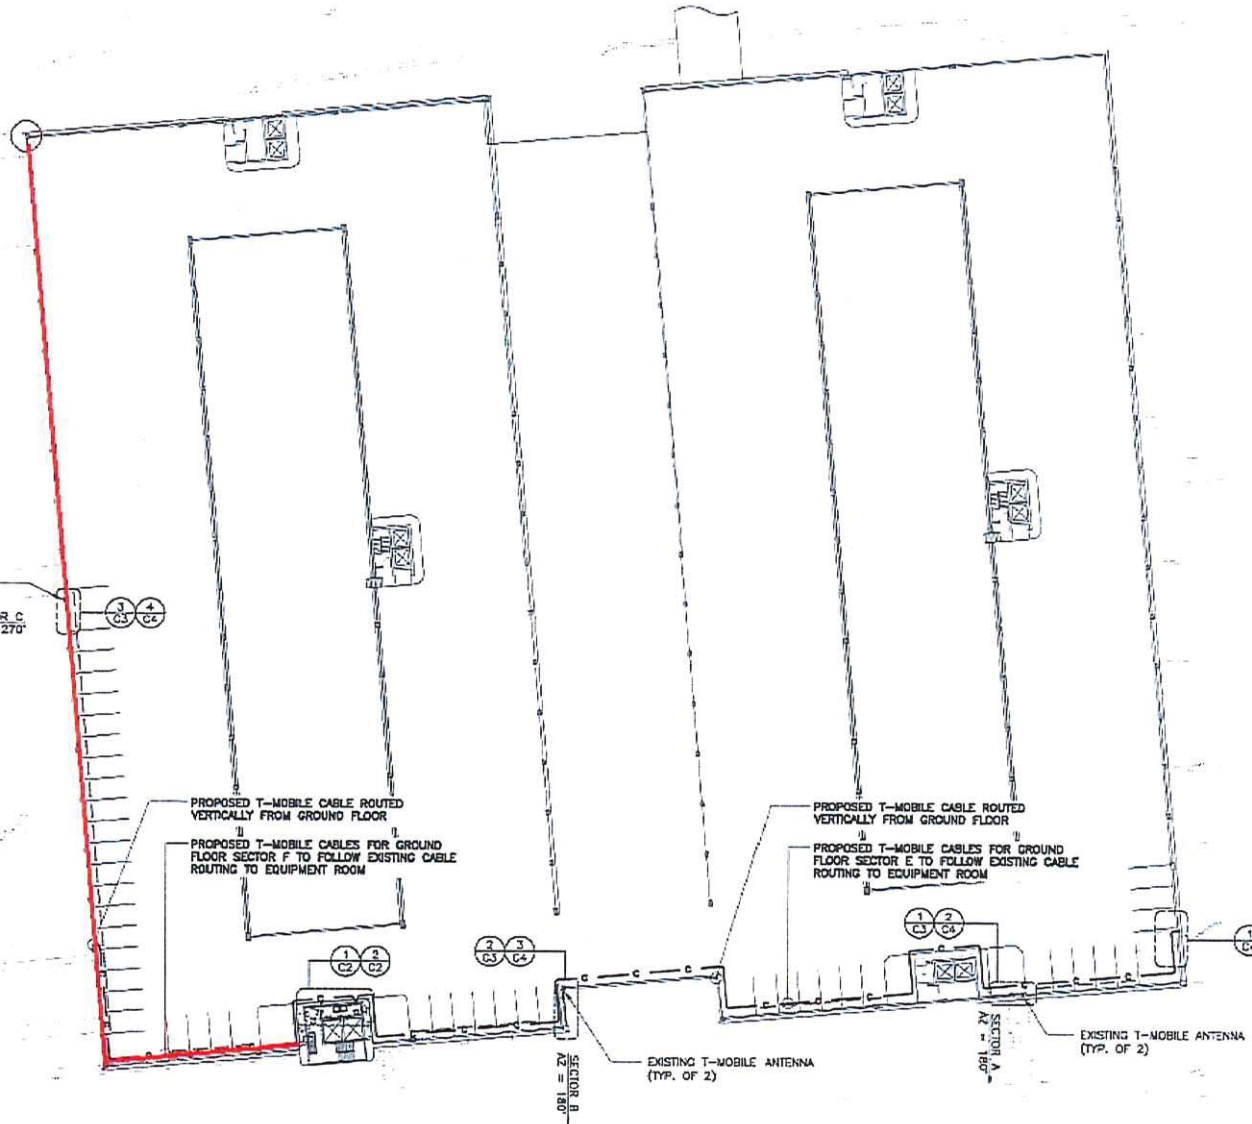 R C
270°
3 4
C3 C4
PROPOSED T-MOBILE CABLE ROUTED
VERTICALLY FROM GROUND FLOOR
PROPOSED T-MOBILE CABLES FOR GROUND
FLOOR SECTOR F TO FOLLOW EXISTING CABLE
ROUTING TO EQUIPMENT ROOM
PROPOSED T-MOBILE CABLE ROUTED
VERTICALLY FROM GROUND FLOOR
PROPOSED T-MOBILE CABLES FOR GROUND
FLOOR SECTOR E TO FOLLOW EXISTING CABLE
ROUTING TO EQUIPMENT ROOM
1 2
C2 C2
2 3
C3 C4
1 2
C3 C4
1
C C C
EXISTING T-MOBILE ANTENNA
(TYP. OF 2)
EXISTING T-MOBILE ANTENNA
(TYP. OF 2)
SECTOR B
AZ = 180°
SECTOR A
AZ = 180°